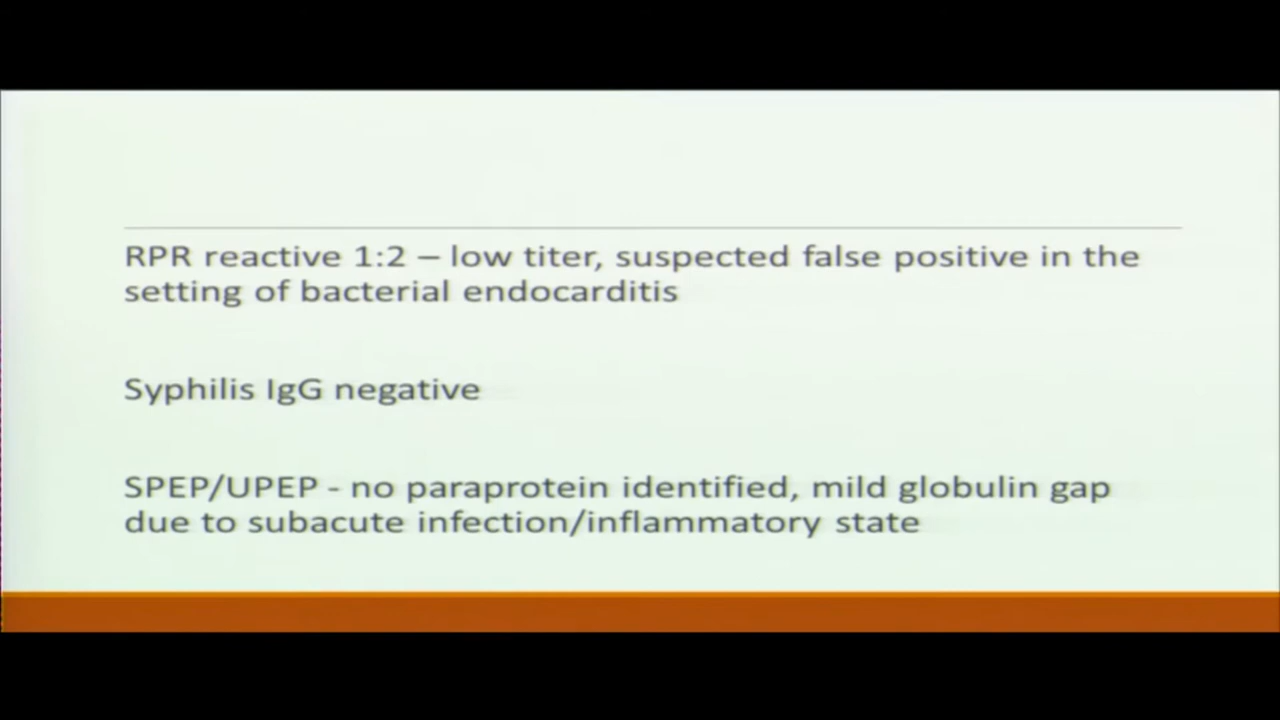 RPR reactive 1:2 – low titer, suspected false positive in the
setting of bacterial endocarditis
Syphilis IgG negative
SPEP/UPEP - no paraprotein identified, mild globulin gap
due to subacute infection/inflammatory state